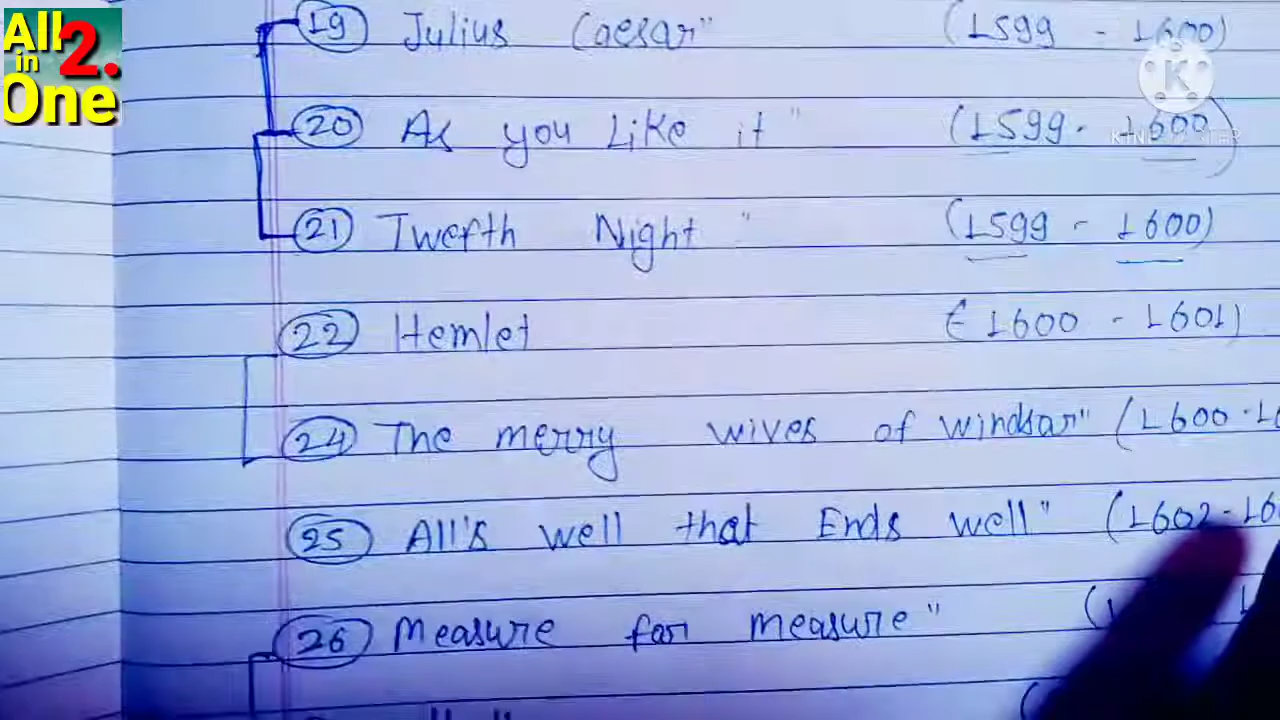 All in 2. One
19 Julius Caesar" (1599 - 1600)
20 As you Like it" (1599 - 1600)
21 Twefth Night" (1599 - 1600)
22 Hemlet (1600 - 1601)
24 The merry wives of windsar" (1600 -
25 All's well that Ends well" (1602 -
26 Measure for measure"